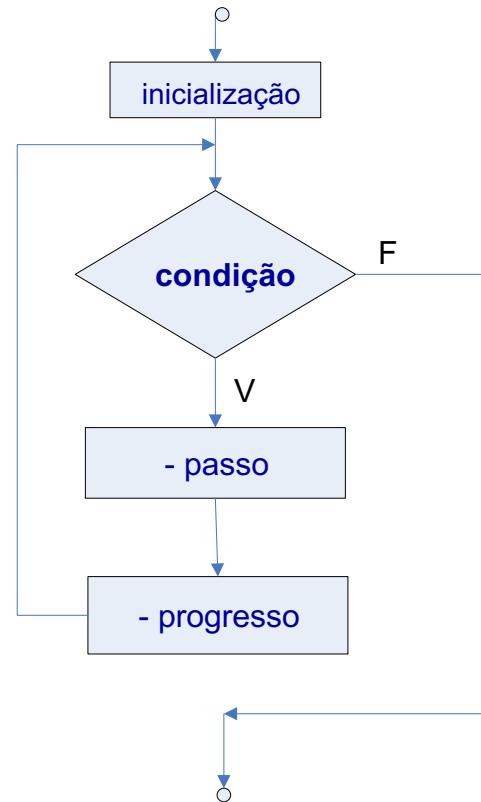 inicialização
condição
F
V
- passo
- progresso